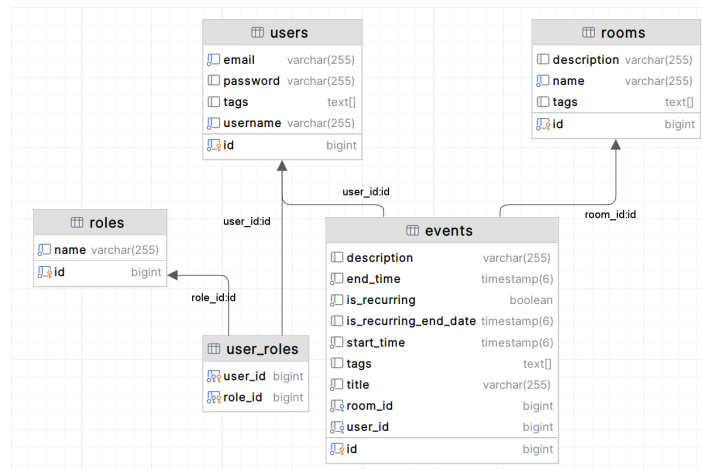 users
email varchar(255)
password varchar(255)
tags text[]
username varchar(255)
id bigint
rooms
description varchar(255)
name varchar(255)
tags text[]
id bigint
user_id:id
user_id:id
room_id:id
roles
name varchar(255)
id bigint
role_id:id
user_roles
user_id bigint
role_id bigint
events
description varchar(255)
end_time timestamp(6)
is_recurring boolean
is_recurring_end_date timestamp(6)
start_time timestamp(6)
tags text[]
title varchar(255)
room_id bigint
user_id bigint
id bigint